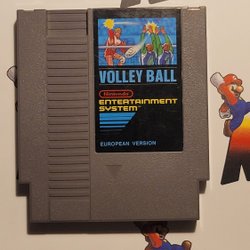 VOLLEY BALL
Nintendo
ENTERTAINMENT
SYSTEM
EUROPEAN VERSION